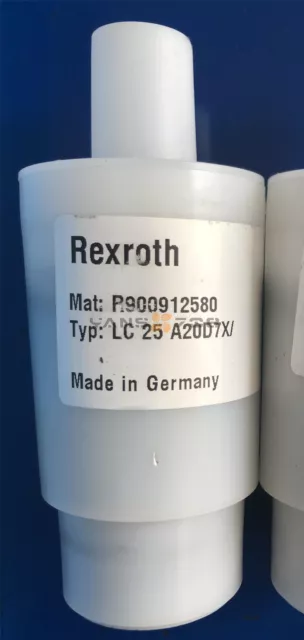 Rexroth
Mat: R900912580
Typ: LC 25 A20D7X/
Made in Germany